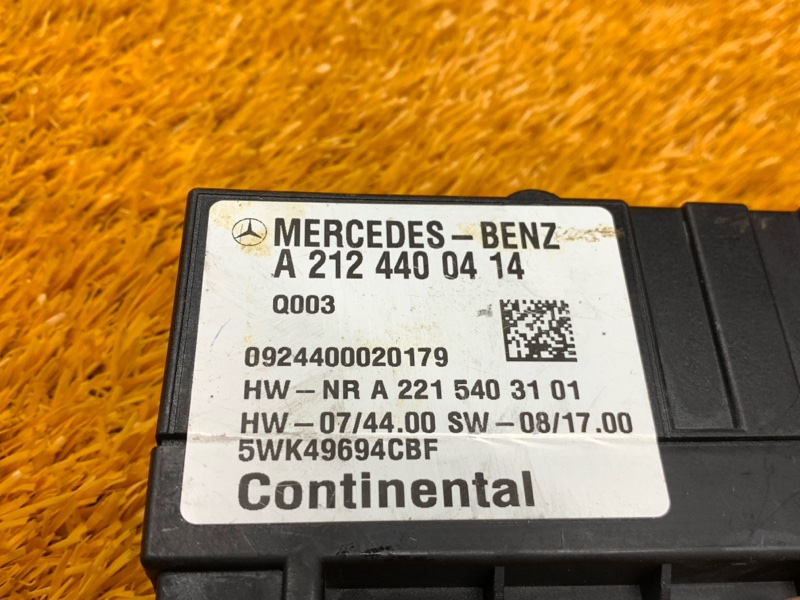 MERCEDES-BENZ
A 212 440 04 14
Q003
0924400020179
HW-NR A 221 540 31 01
HW-07/44.00 SW-08/17.00
5WK49694CBF
Continental